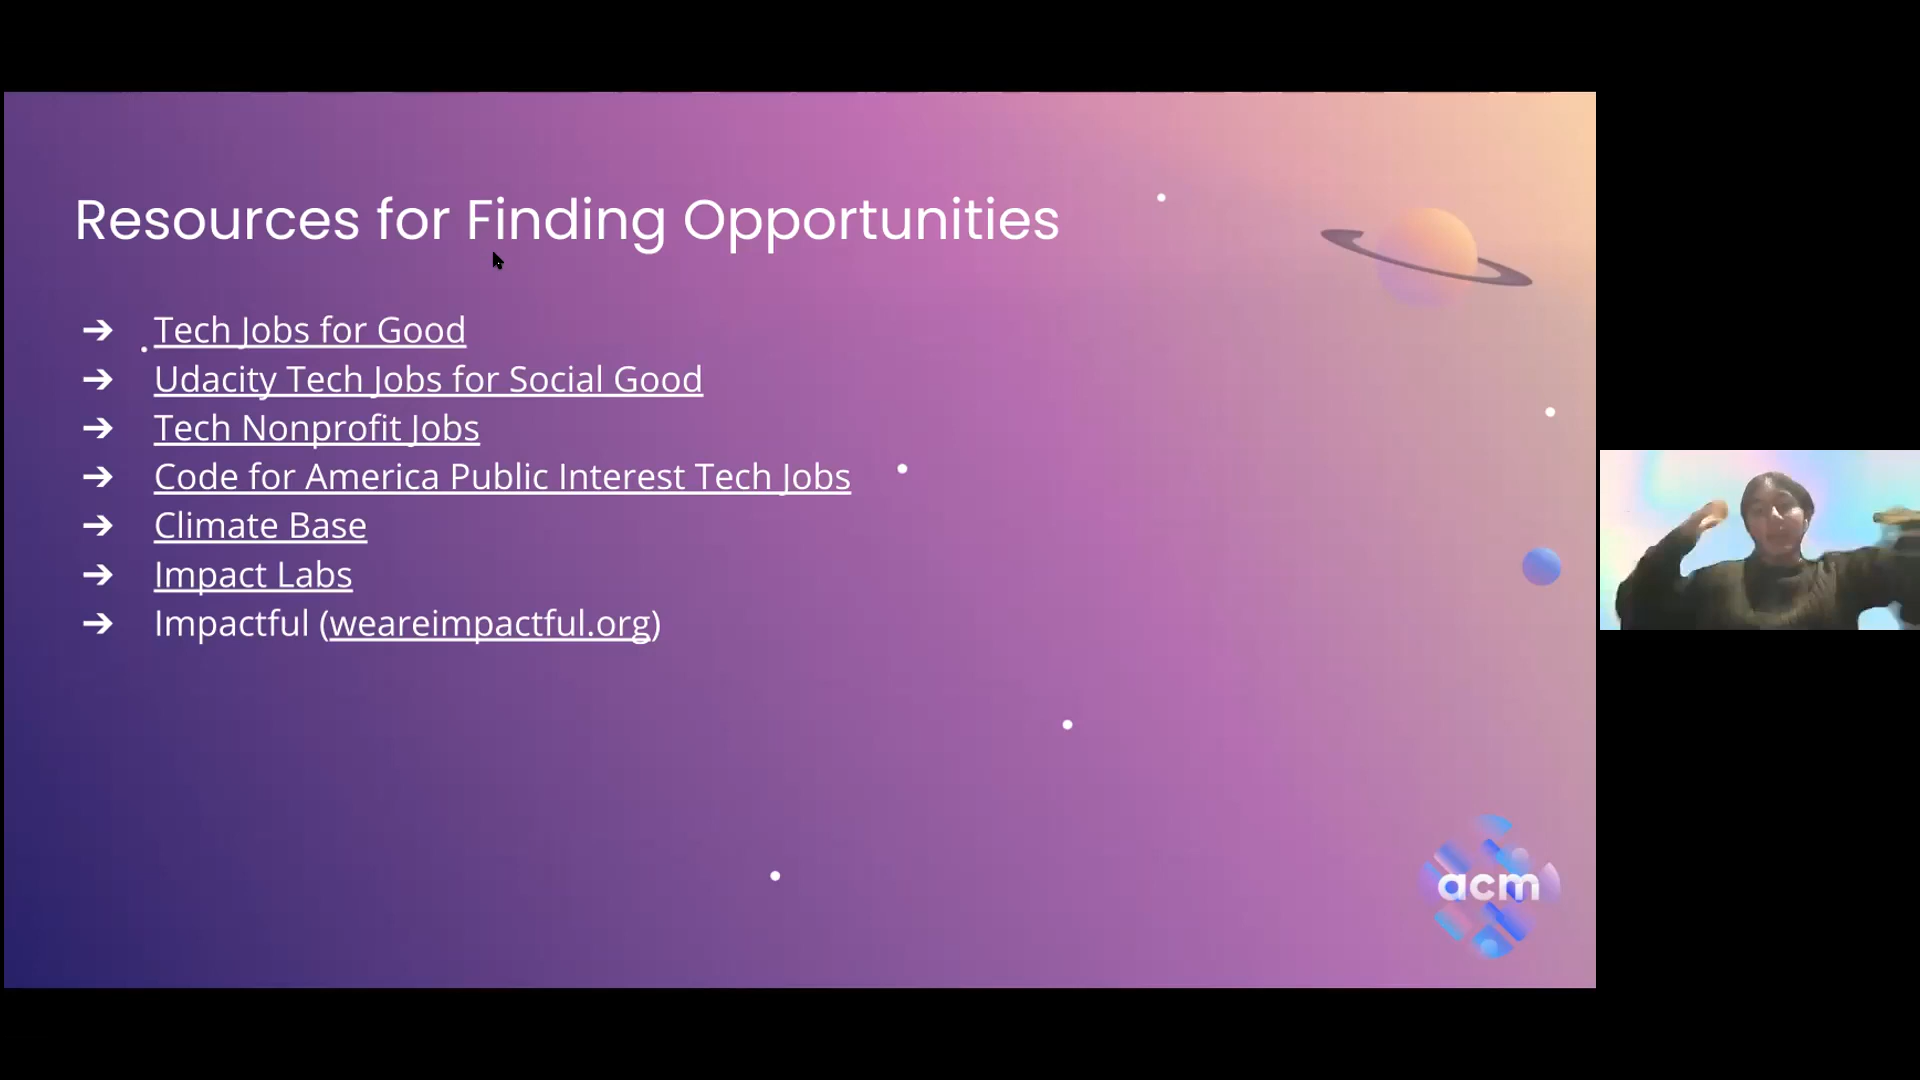 Resources for Finding Opportunities
➔ Tech Jobs for Good
➔ Udacity Tech Jobs for Social Good
➔ Tech Nonprofit Jobs
➔ Code for America Public Interest Tech Jobs
➔ Climate Base
➔ Impact Labs
➔ Impactful (weareimpactful.org)
acm